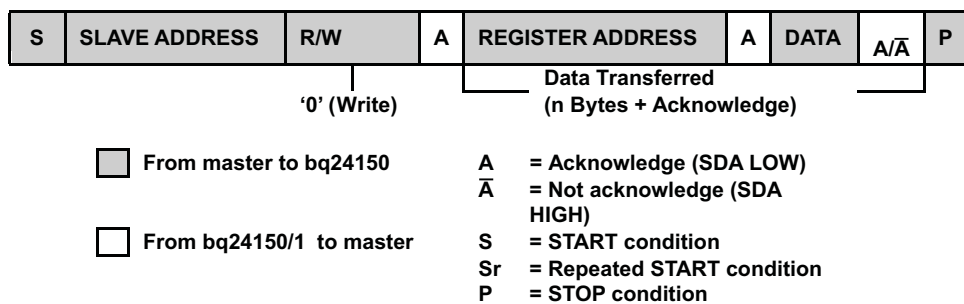 S SLAVE ADDRESS R/W A REGISTER ADDRESS A DATA A/A̅ P
Data Transferred
‘0’ (Write) (n Bytes + Acknowledge)
From master to bq24150
From bq24150/1 to master
A = Acknowledge (SDA LOW)
A̅ = Not acknowledge (SDA
HIGH)
S = START condition
Sr = Repeated START condition
P = STOP condition